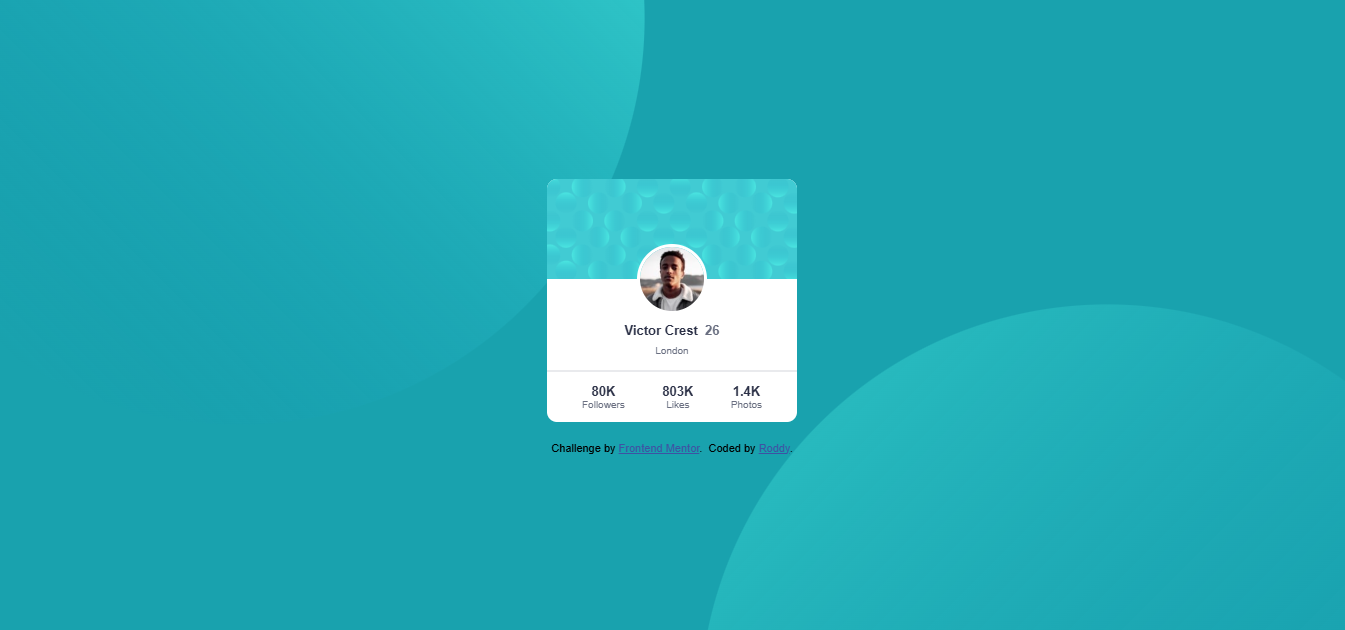 Victor Crest 26
London
80K 803K 1.4K
Followers Likes Photos
Challenge by Frontend Mentor. Coded by Roddy.